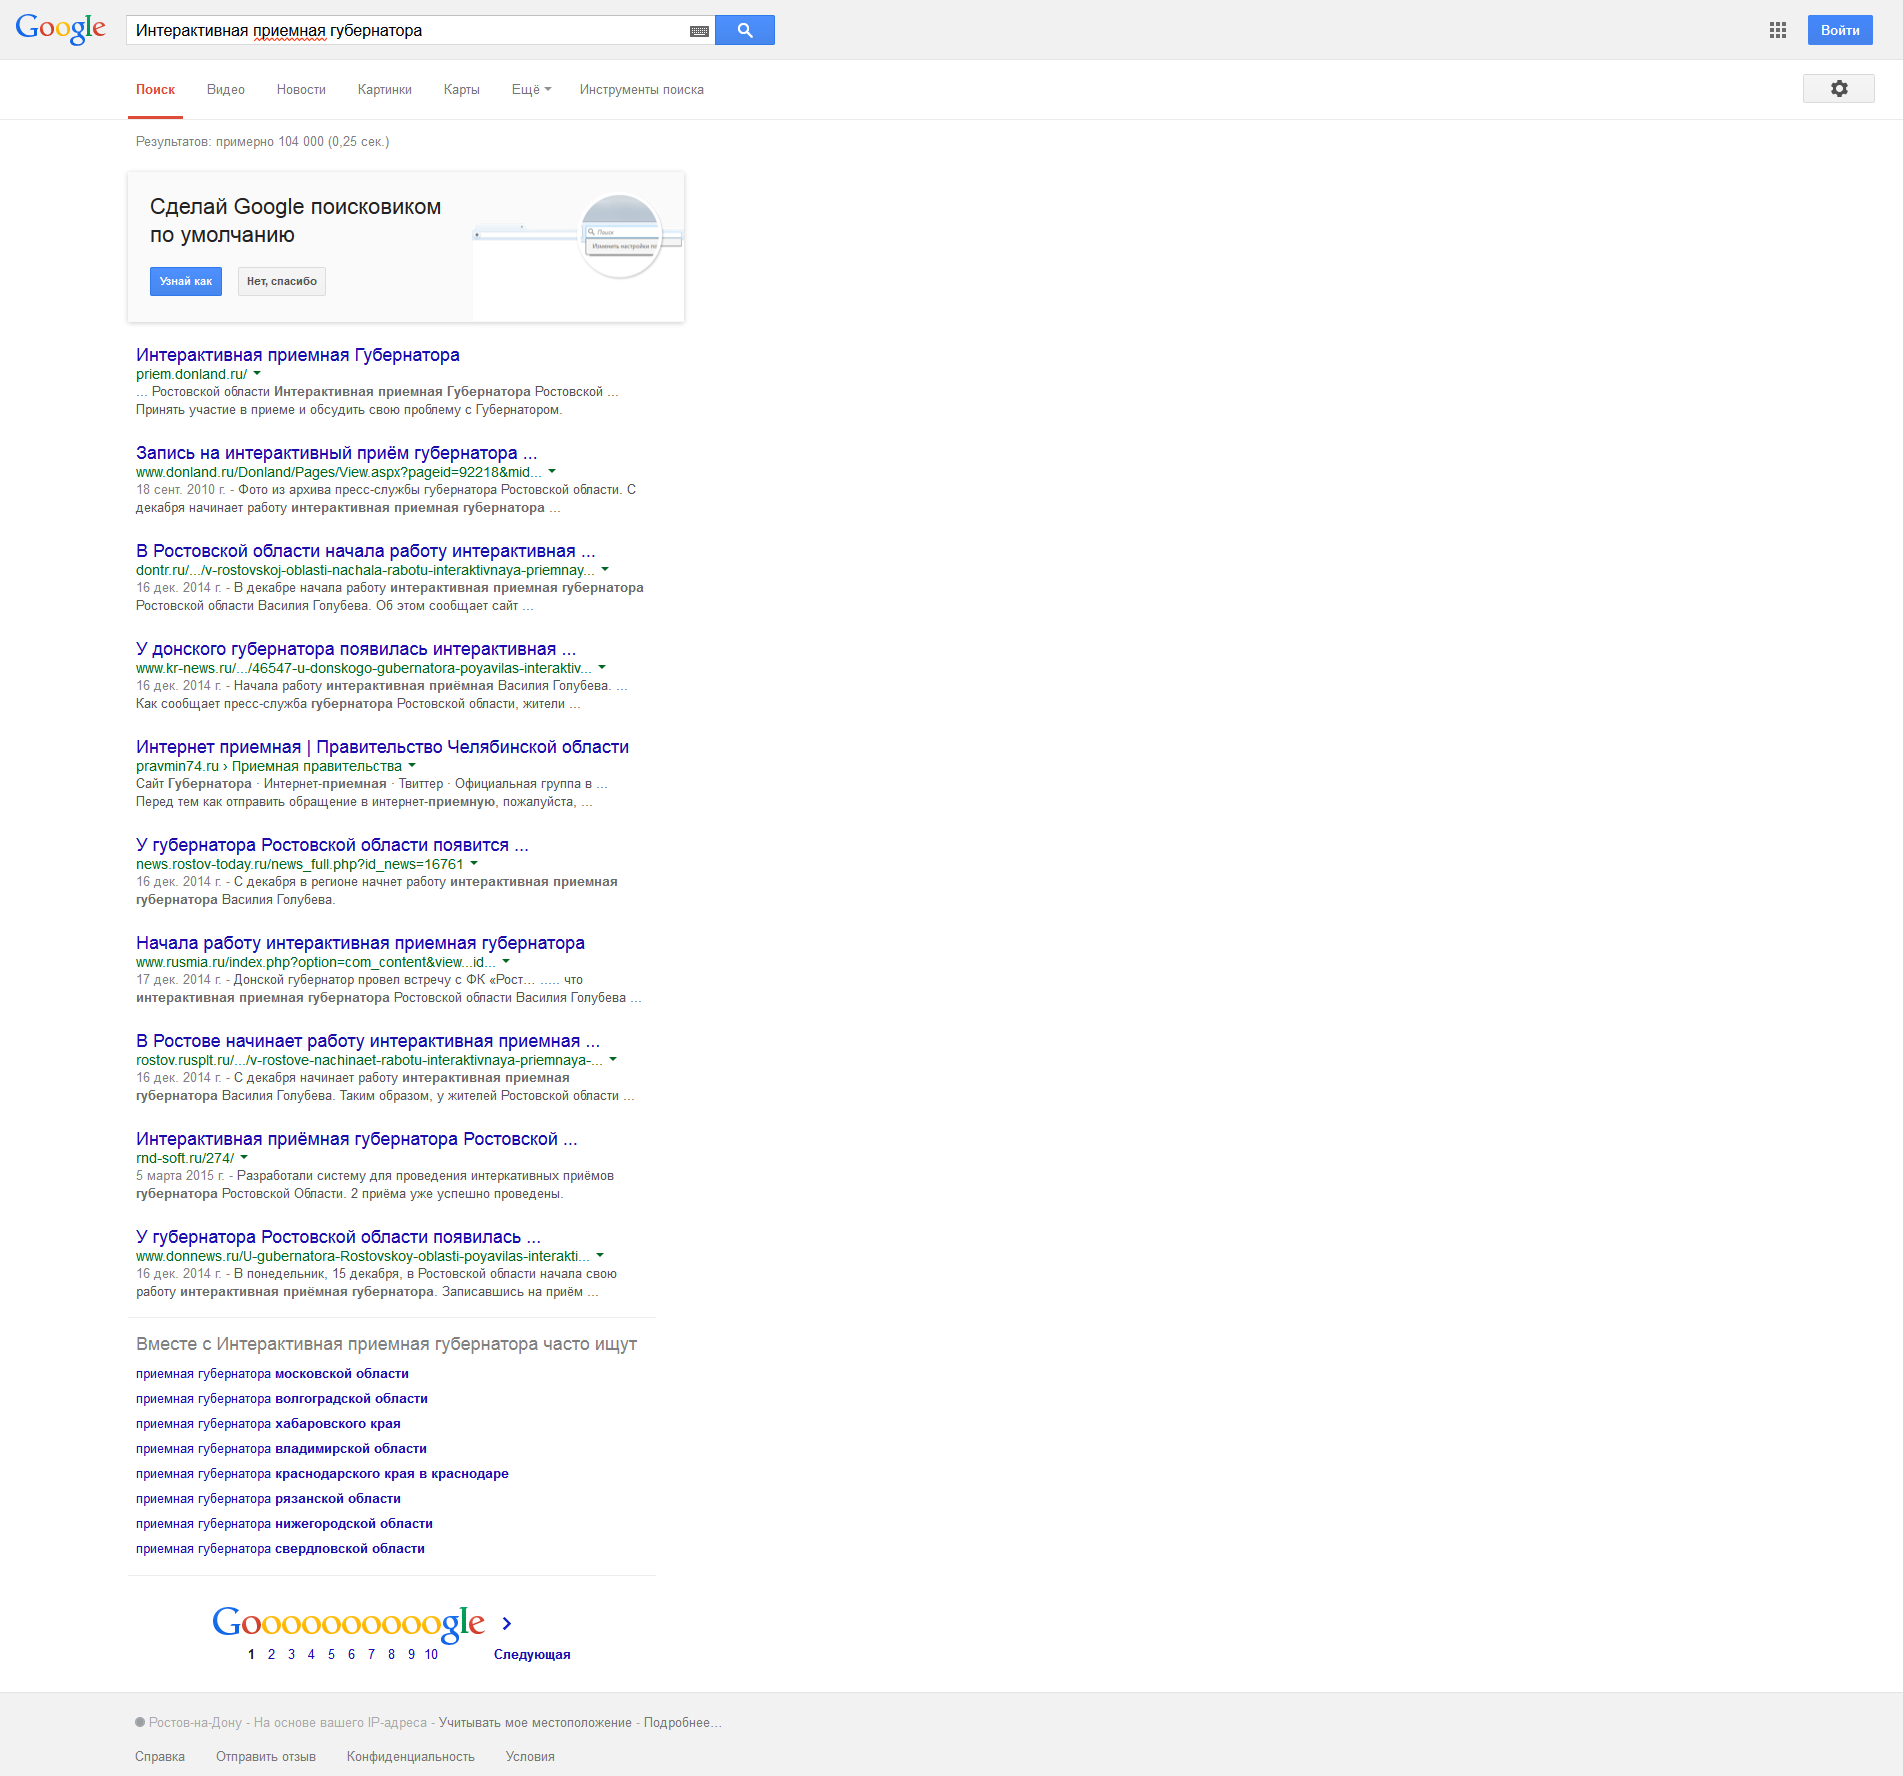 Google
Интерактивная приемная губернатора
Войти
Поиск Видео Новости Картинки Карты Ещё Инструменты поиска
Результатов: примерно 104 000 (0,25 сек.)
Сделай Google поисковиком
по умолчанию
Поиск
Изменить настройки по
Узнай как Нет, спасибо
Интерактивная приемная Губернатора
priem.donland.ru/
... Ростовской области Интерактивная приемная Губернатора Ростовской ...
Принять участие в приеме и обсудить свою проблему с Губернатором.
Запись на интерактивный приём губернатора ...
www.donland.ru/Donland/Pages/View.aspx?pageid=92218&mid...
18 сент. 2010 г. - Фото из архива пресс-службы губернатора Ростовской области. С
декабря начинает работу интерактивная приемная губернатора ...
В Ростовской области начала работу интерактивная ...
dontr.ru/.../v-rostovskoj-oblasti-nachala-rabotu-interaktivnaya-priemnay...
16 дек. 2014 г. - В декабре начала работу интерактивная приемная губернатора
Ростовской области Василия Голубева. Об этом сообщает сайт ...
У донского губернатора появилась интерактивная ...
www.kr-news.ru/.../46547-u-donskogo-gubernatora-poyavilas-interaktiv...
16 дек. 2014 г. - Начала работу интерактивная приёмная Василия Голубева. ...
Как сообщает пресс-служба губернатора Ростовской области, жители ...
Интернет приемная | Правительство Челябинской области
pravmin74.ru › Приемная правительства
Сайт Губернатора · Интернет-приемная · Твиттер · Официальная группа в ...
Перед тем как отправить обращение в интернет-приемную, пожалуйста, ...
У губернатора Ростовской области появится ...
news.rostov-today.ru/news_full.php?id_news=16761
16 дек. 2014 г. - С декабря в регионе начнет работу интерактивная приемная
губернатора Василия Голубева.
Начала работу интерактивная приемная губернатора
www.rusmia.ru/index.php?option=com_content&view...id...
17 дек. 2014 г. - Донской губернатор провел встречу с ФК «Рост... ..... что
интерактивная приемная губернатора Ростовской области Василия Голубева ...
В Ростове начинает работу интерактивная приемная ...
rostov.rusplt.ru/.../v-rostove-nachinaet-rabotu-interaktivnaya-priemnaya-...
16 дек. 2014 г. - С декабря начинает работу интерактивная приемная
губернатора Василия Голубева. Таким образом, у жителей Ростовской области ...
Интерактивная приёмная губернатора Ростовской ...
rnd-soft.ru/274/
5 марта 2015 г. - Разработали систему для проведения интеркативных приёмов
губернатора Ростовской Области. 2 приёма уже успешно проведены.
У губернатора Ростовской области появилась ...
www.donnews.ru/U-gubernatora-Rostovskoy-oblasti-poyavilas-interakti...
16 дек. 2014 г. - В понедельник, 15 декабря, в Ростовской области начала свою
работу интерактивная приёмная губернатора. Записавшись на приём ...
Вместе с Интерактивная приемная губернатора часто ищут
приемная губернатора московской области
приемная губернатора волгоградской области
приемная губернатора хабаровского края
приемная губернатора владимирской области
приемная губернатора краснодарского края в краснодаре
приемная губернатора рязанской области
приемная губернатора нижегородской области
приемная губернатора свердловской области
Goooooooooogle
1 2 3 4 5 6 7 8 9 10 Следующая
Ростов-на-Дону - На основе вашего IP-адреса - Учитывать мое местоположение - Подробнее...
Справка Отправить отзыв Конфиденциальность Условия